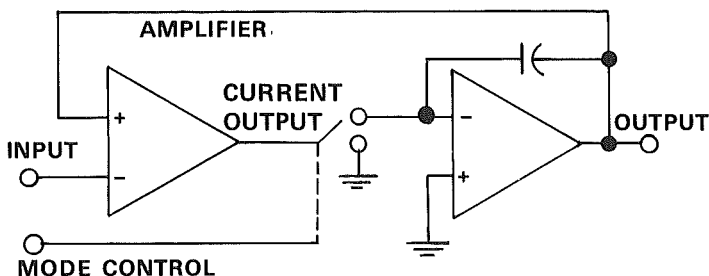 AMPLIFIER
CURRENT
OUTPUT
INPUT
OUTPUT
MODE CONTROL
+
−
−
+